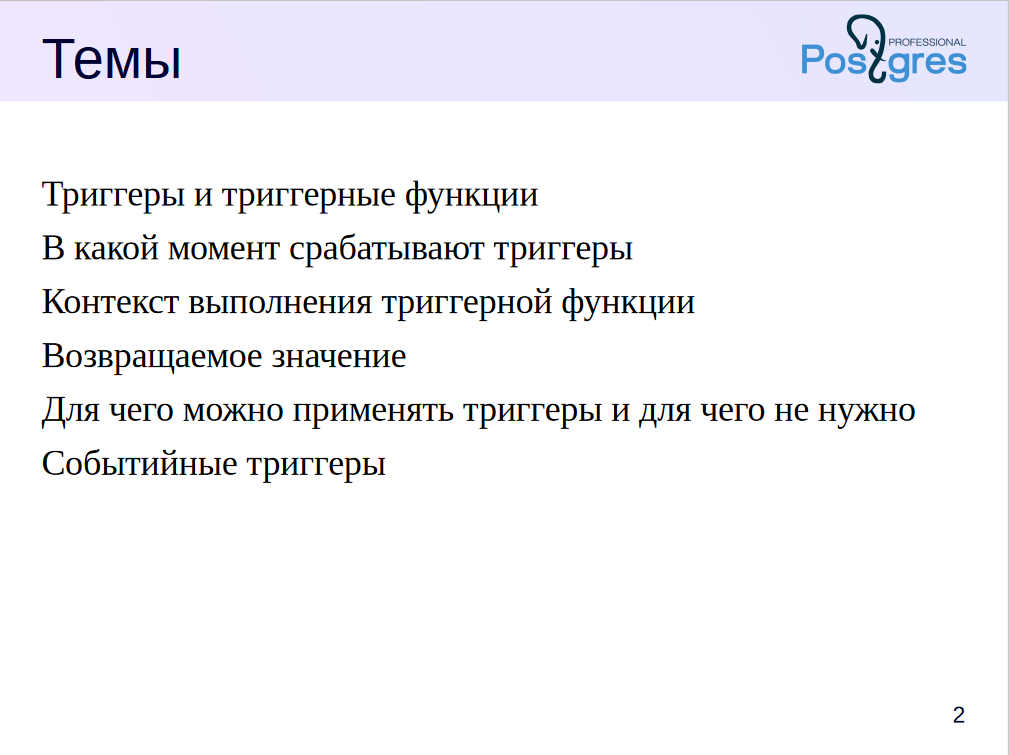 Темы
PROFESSIONAL
Postgres
Триггеры и триггерные функции
В какой момент срабатывают триггеры
Контекст выполнения триггерной функции
Возвращаемое значение
Для чего можно применять триггеры и для чего не нужно
Событийные триггеры
2